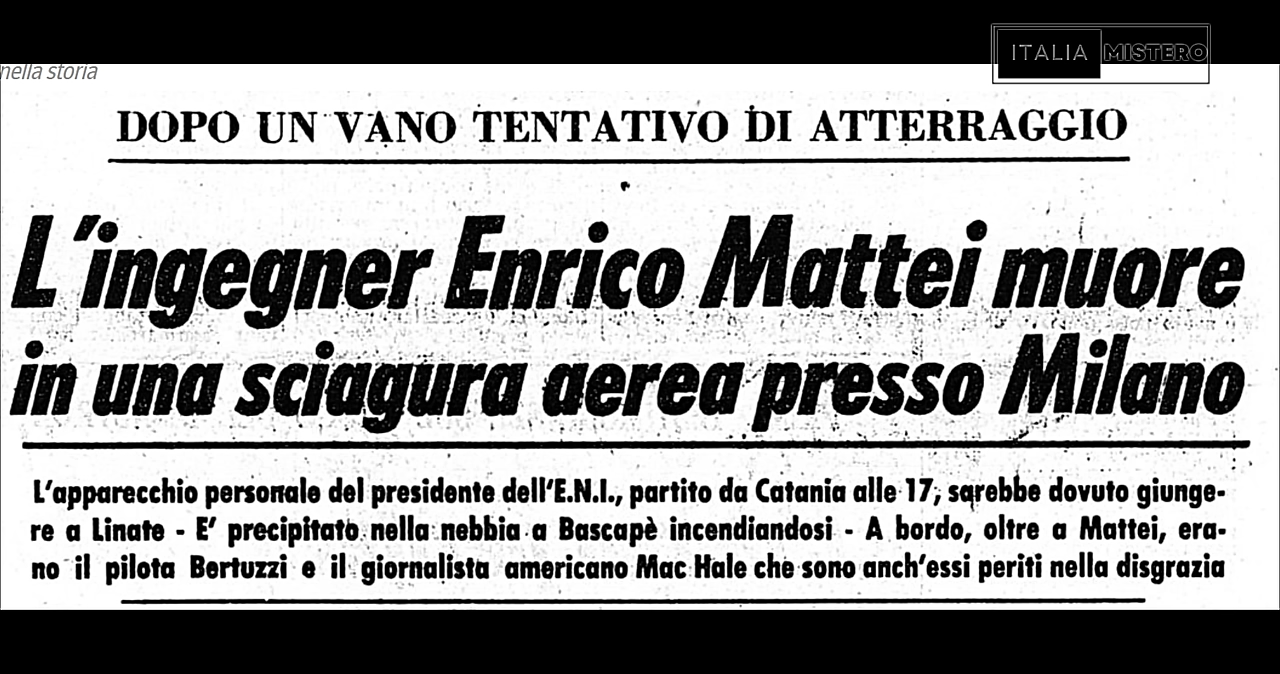 ITALIA MISTERO
nella storia
DOPO UN VANO TENTATIVO DI ATTERRAGGIO
L'ingegner Enrico Mattei muore
in una sciagura aerea presso Milano
L'apparecchio personale del presidente dell'E.N.I., partito da Catania alle 17, sarebbe dovuto giunge-
re a Linate - E' precipitato nella nebbia a Bascapè incendiandosi - A bordo, oltre a Mattei, era-
no il pilota Bertuzzi e il giornalista americano Mac Hale che sono anch'essi periti nella disgrazia